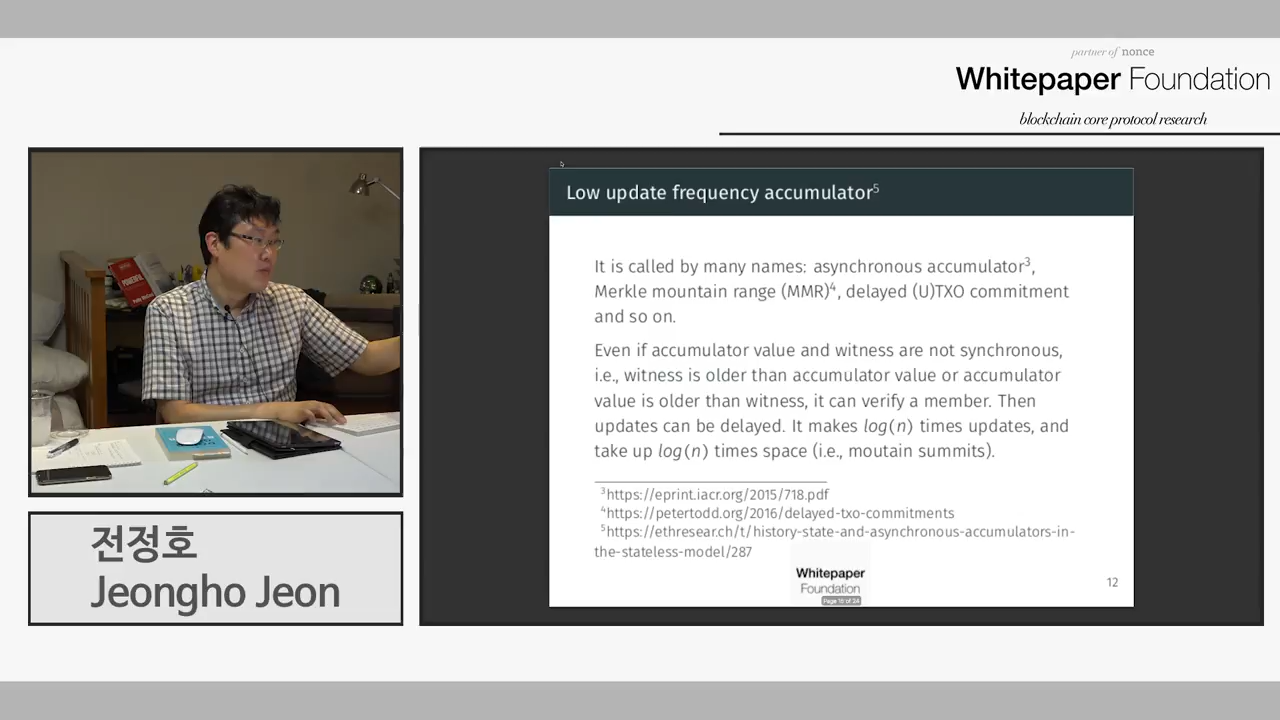 partner of nonce
Whitepaper Foundation
blockchain core protocol research
Low update frequency accumulator⁵
It is called by many names: asynchronous accumulator³,
Merkle mountain range (MMR)⁴, delayed (U)TXO commitment
and so on.
Even if accumulator value and witness are not synchronous,
i.e., witness is older than accumulator value or accumulator
value is older than witness, it can verify a member. Then
updates can be delayed. It makes log(n) times updates, and
take up log(n) times space (i.e., moutain summits).
³https://eprint.iacr.org/2015/718.pdf
⁴https://petertodd.org/2016/delayed-txo-commitments
⁵https://ethresear.ch/t/history-state-and-asynchronous-accumulators-in-
the-stateless-model/287
Whitepaper
Foundation
Page 16 of 24
12
전정호
Jeongho Jeon